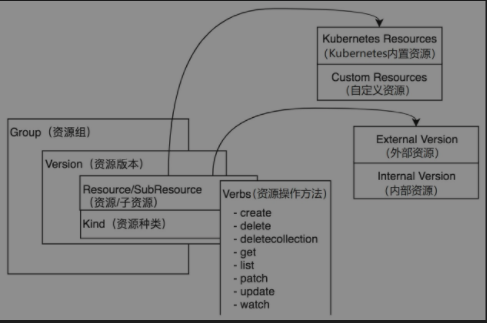 Kubernetes Resources
（Kubernetes内置资源）
Custom Resources
（自定义资源）
External Version
（外部资源）
Internal Version
（内部资源）
Group（资源组）
Version（资源版本）
Resource/SubResource
（资源/子资源）
Kind（资源种类）
Verbs(资源操作方法）
- create
- delete
- deletecollection
- get
- list
- patch
- update
- watch